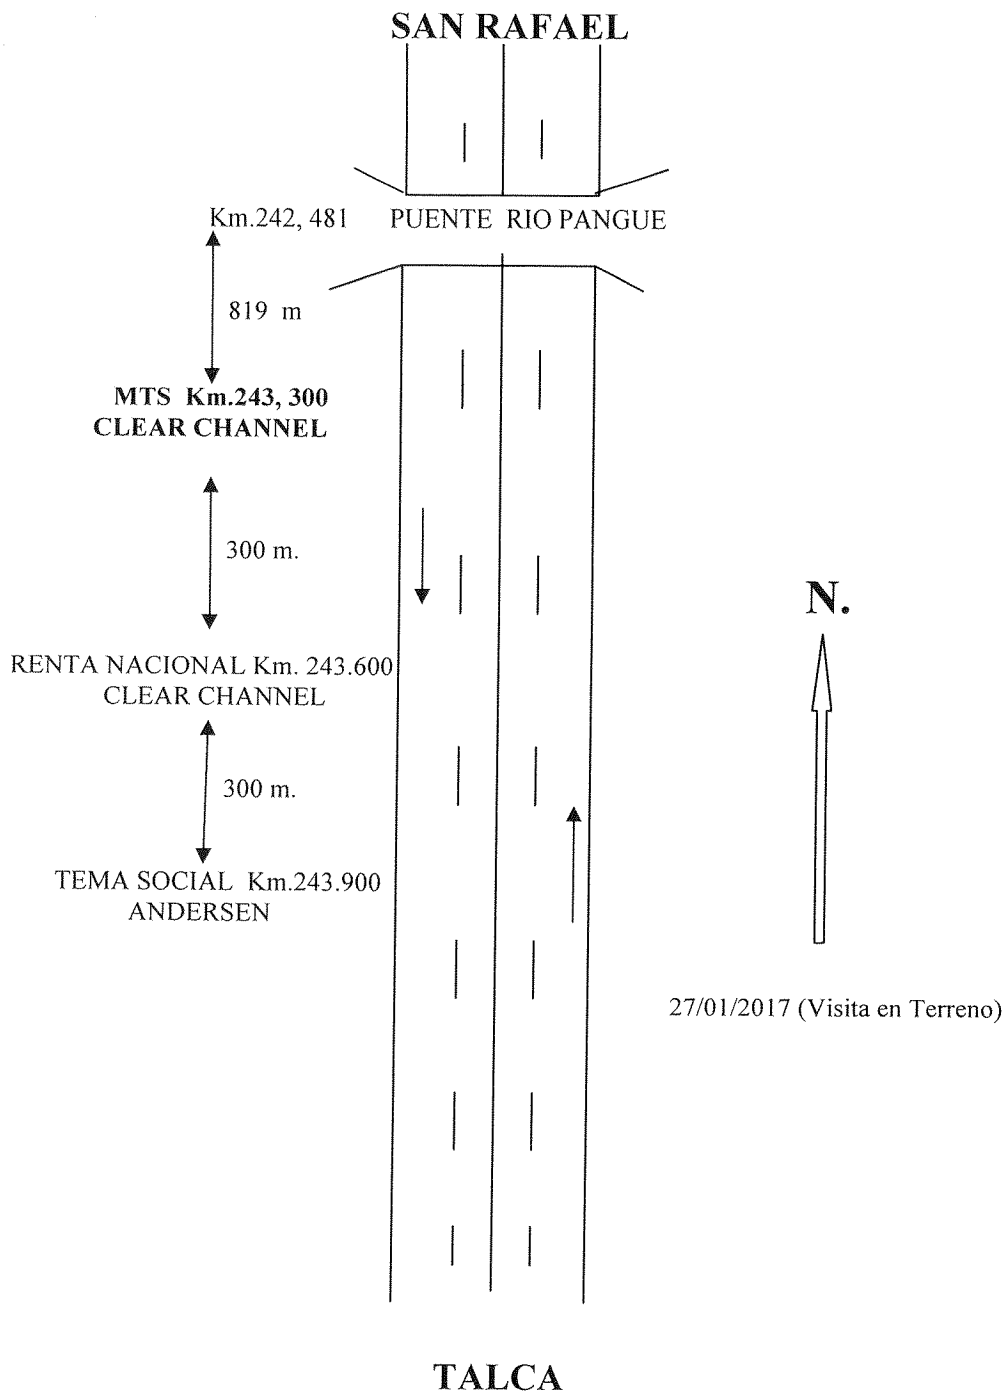 SAN RAFAEL
Km.242, 481 PUENTE RIO PANGUE
819 m
MTS Km.243, 300
CLEAR CHANNEL
300 m.
N.
RENTA NACIONAL Km. 243.600
CLEAR CHANNEL
300 m.
TEMA SOCIAL Km.243.900
ANDERSEN
27/01/2017 (Visita en Terreno)
TALCA